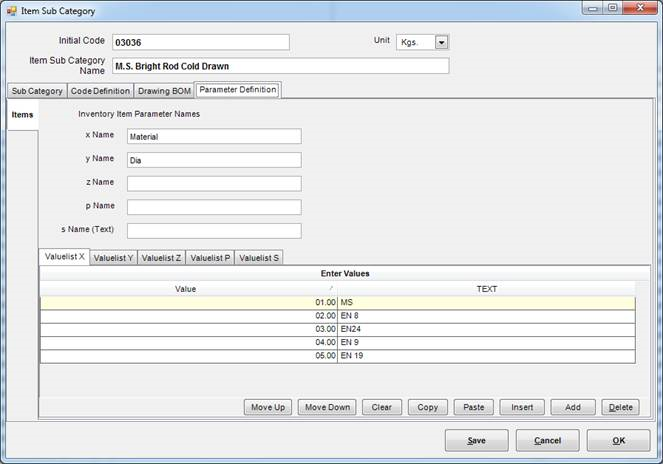 Item Sub Category
Initial Code 03036 Unit Kgs.
Item Sub Category
Name M.S. Bright Rod Cold Drawn
Sub Category Code Definition Drawing BOM Parameter Definition
Items Inventory Item Parameter Names
x Name Material
y Name Dia
z Name
p Name
s Name (Text)
Valuelist X Valuelist Y Valuelist Z Valuelist P Valuelist S
Enter Values
Value TEXT
01.00 MS
02.00 EN 8
03.00 EN24
04.00 EN 9
05.00 EN 19
Move Up Move Down Clear Copy Paste Insert Add Delete
Save Cancel OK